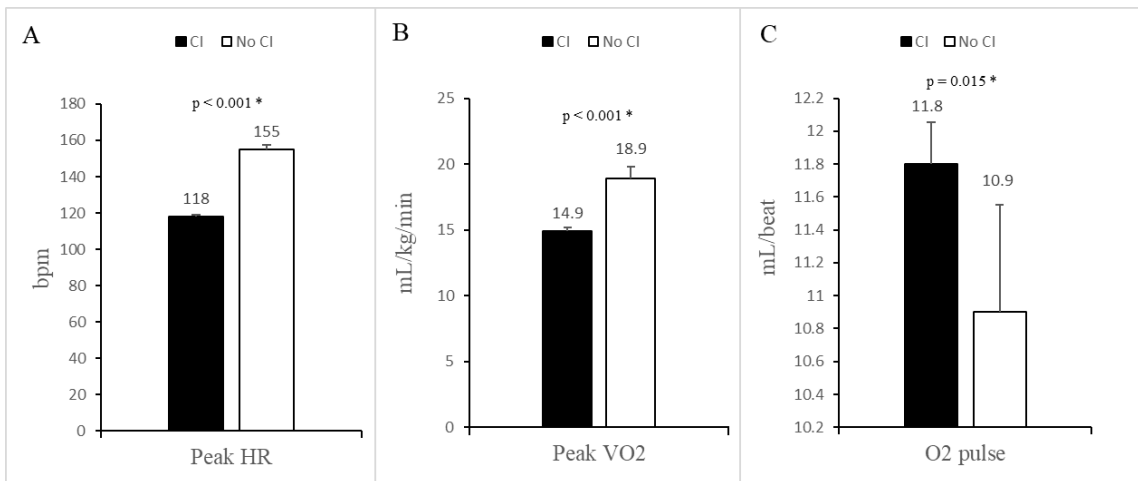 A
CI No CI
p < 0.001 *
180
160
140
120
100
80
60
40
20
0
bpm
118
155
Peak HR
B
CI No CI
p < 0.001 *
25
20
15
10
5
0
mL/kg/min
14.9
18.9
Peak VO2
C
CI No CI
p = 0.015 *
12.2
12
11.8
11.6
11.4
11.2
11
10.8
10.6
10.4
10.2
mL/beat
11.8
10.9
O2 pulse